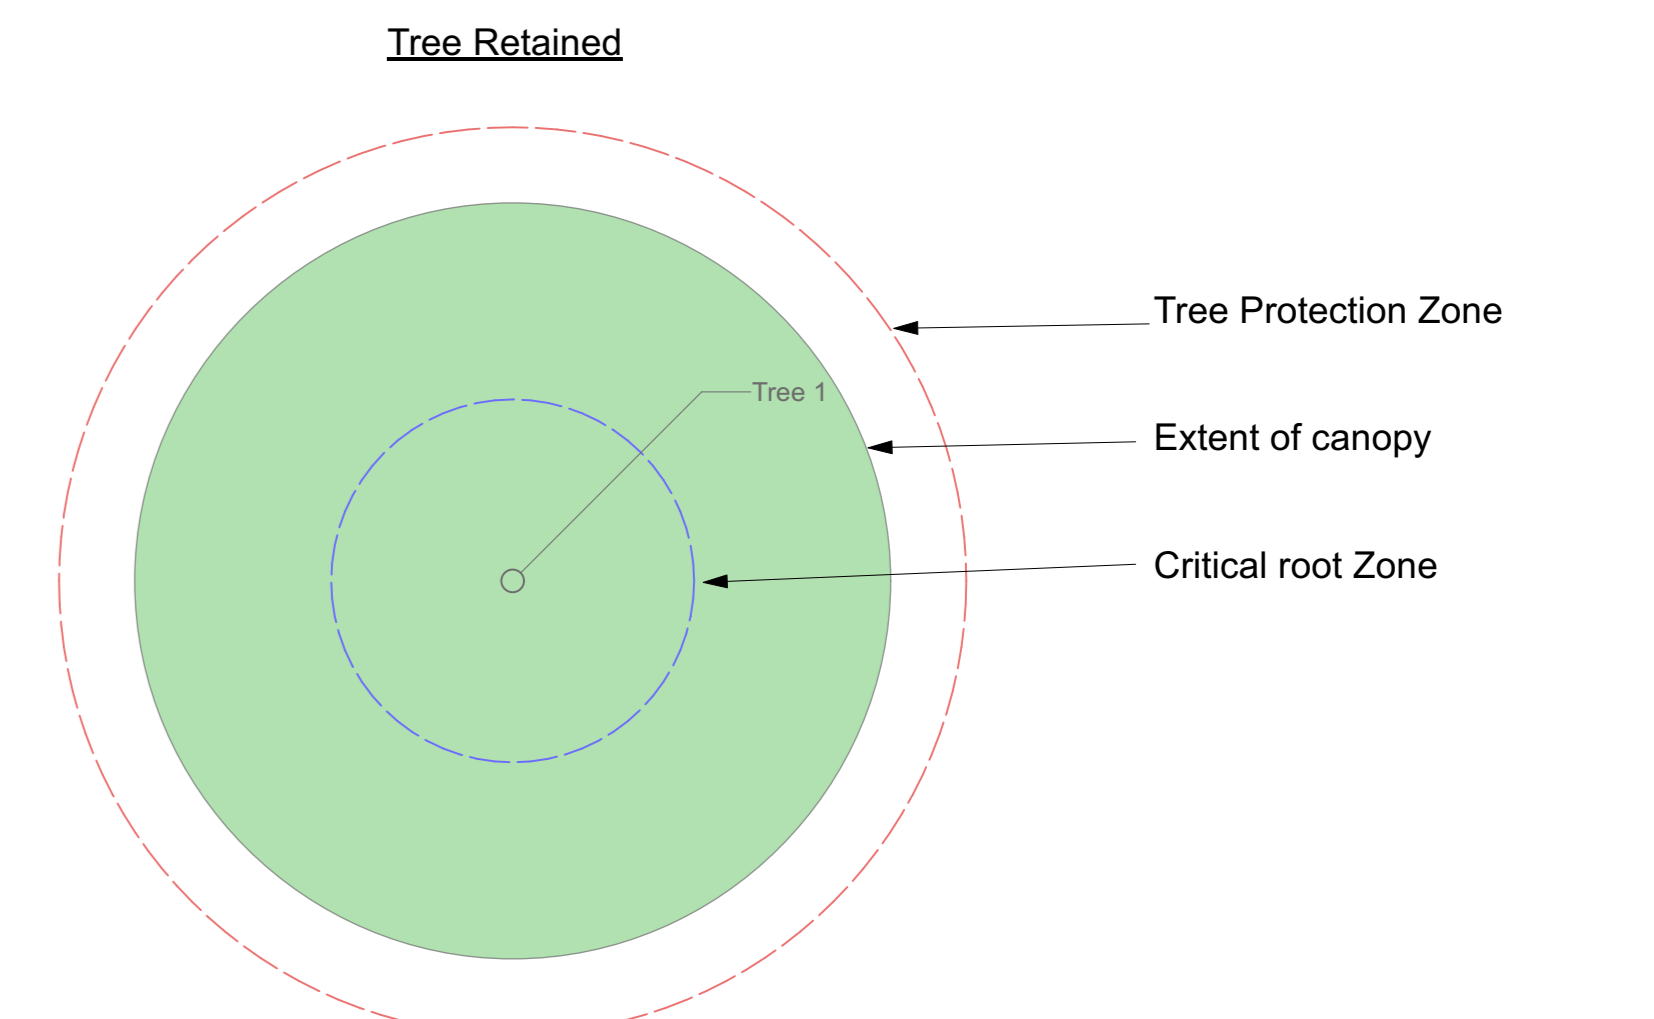 Tree Retained
Tree Protection Zone
Tree 1
Extent of canopy
Critical root Zone